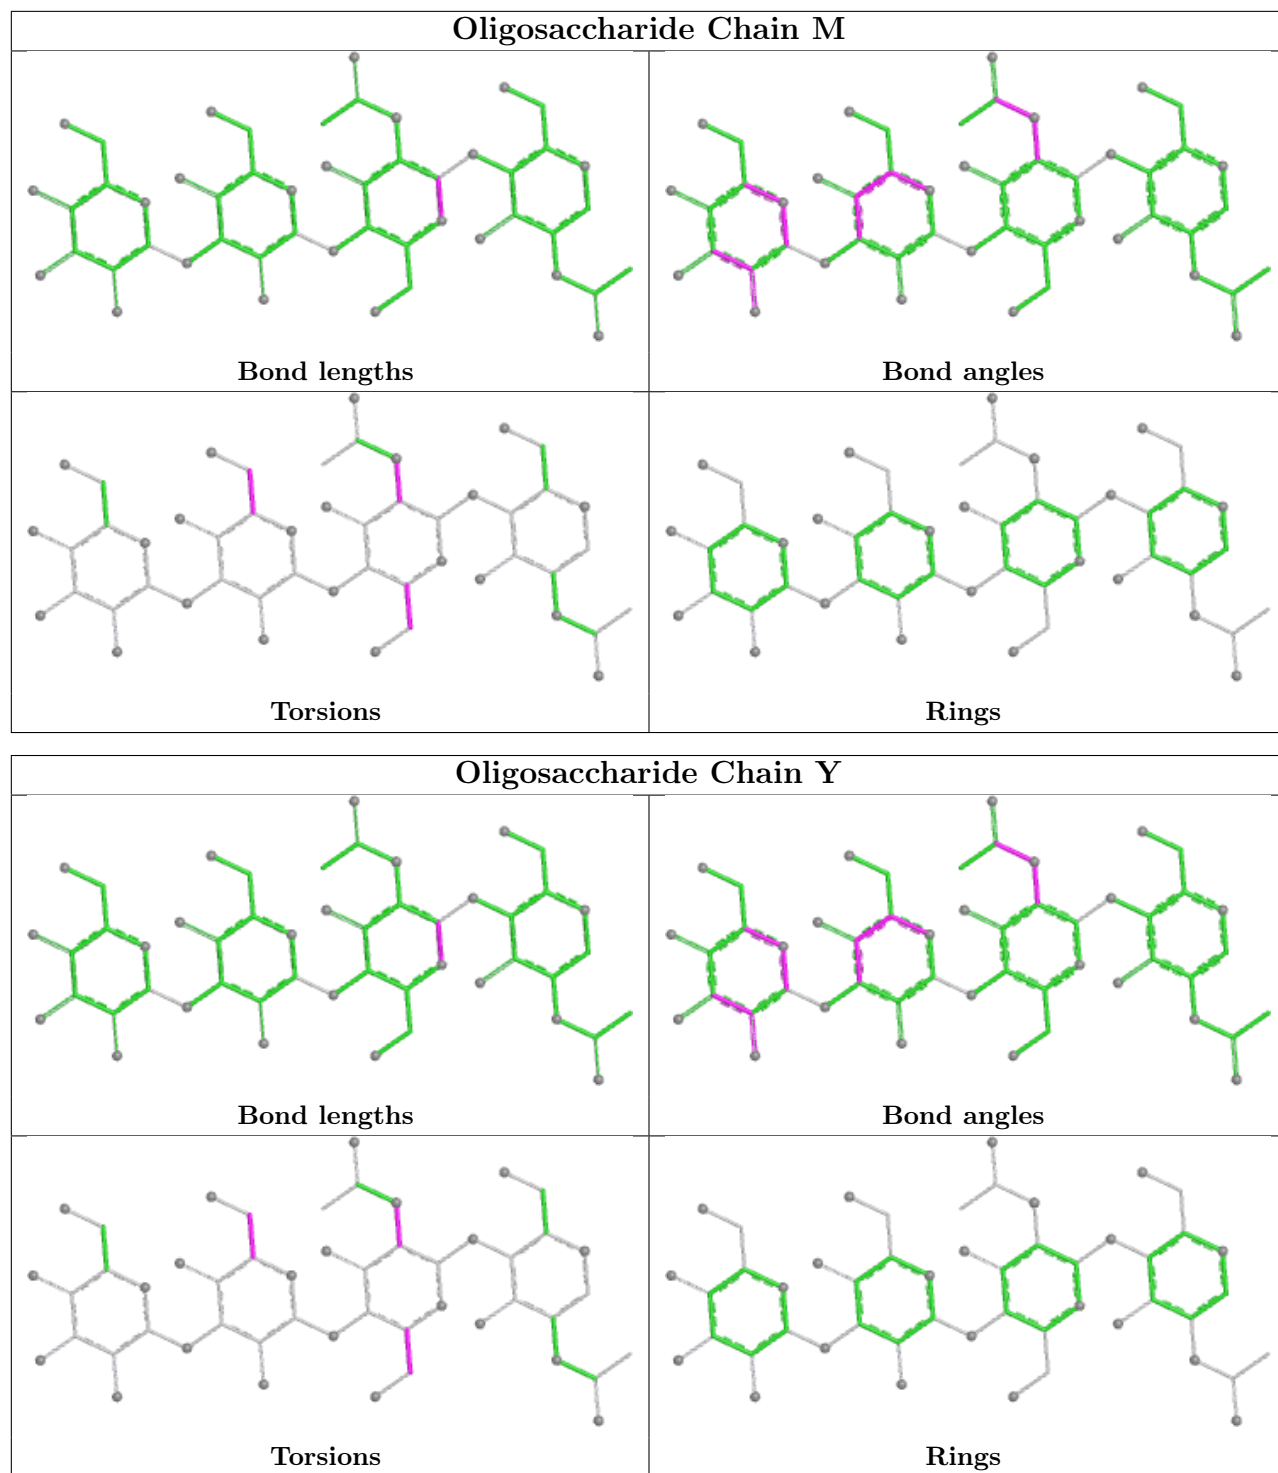 Oligosaccharide Chain M
Bond lengths
Bond angles
Torsions
Rings
Oligosaccharide Chain Y
Bond lengths
Bond angles
Torsions
Rings